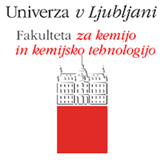 Univerza v Ljubljani
Fakulteta za kemijo
in kemijsko tehnologijo